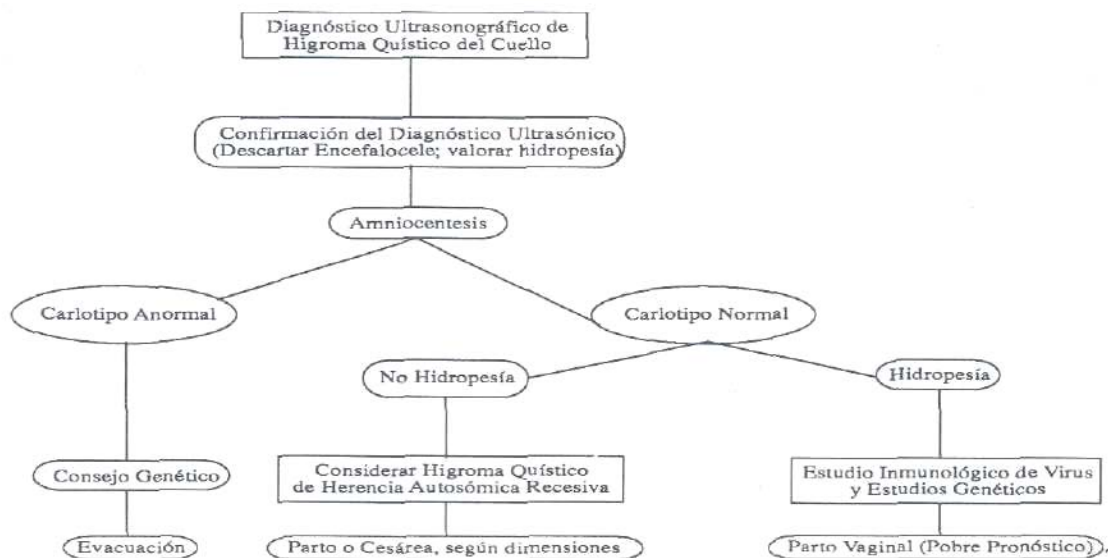 Diagnóstico Ultrasonográfico de
Higroma Quístico del Cuello
Confirmación del Diagnóstico Ultrasónico
(Descartar Encefalocele; valorar hidropesía)
Amniocentesis
Carlotipo Anormal
Carlotipo Normal
No Hidropesía
Hidropesía
Consejo Genético
Considerar Higroma Quístico
de Herencia Autosómica Recesiva
Estudio Inmunológico de Virus
y Estudios Genéticos
Evacuación
Parto o Cesárea, según dimensiones
Parto Vaginal (Pobre Pronóstico)